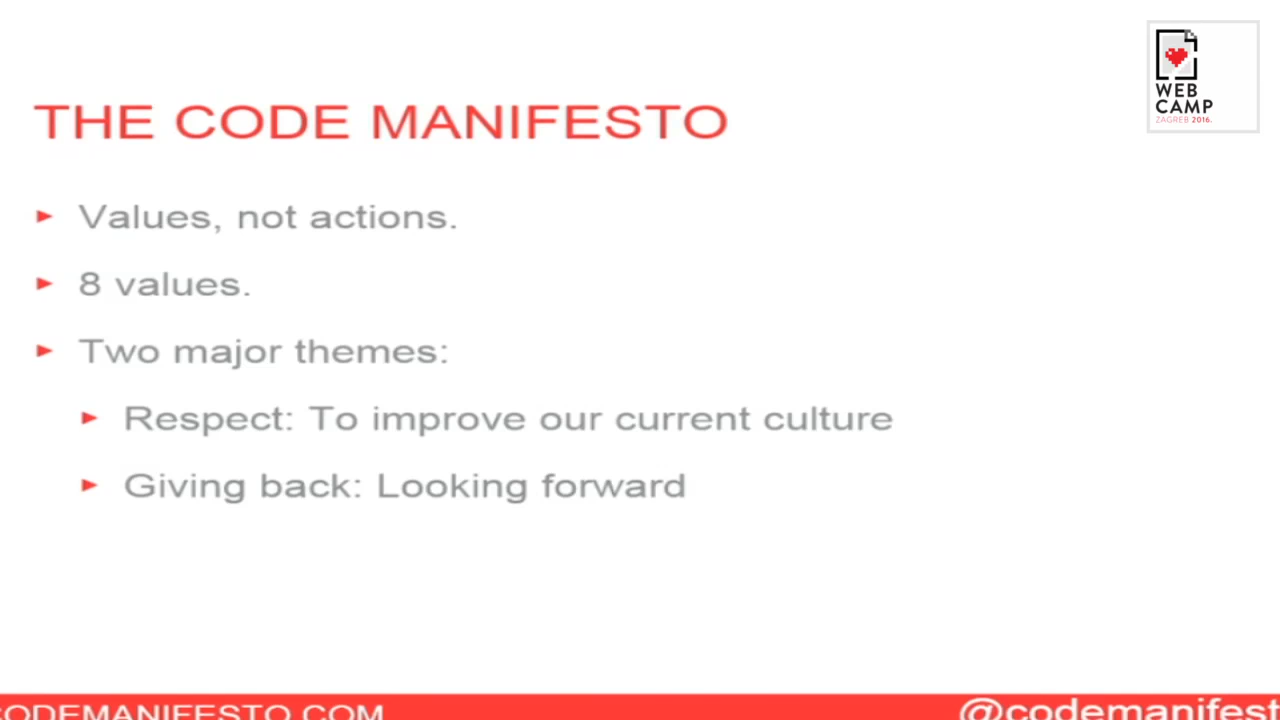 WEB
CAMP
ZAGREB 2016.
THE CODE MANIFESTO
► Values, not actions.
► 8 values.
► Two major themes:
► Respect: To improve our current culture
► Giving back: Looking forward
CODEMANIFESTO.COM
@codemanifest